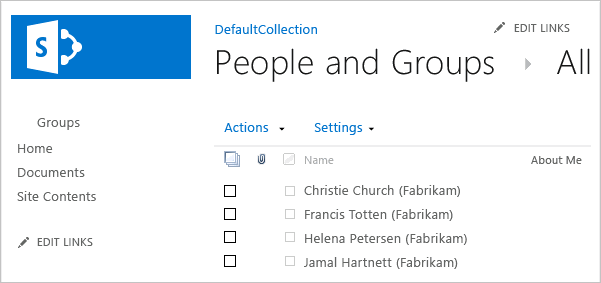 S
DefaultCollection
EDIT LINKS
People and Groups All
Groups
Home
Documents
Site Contents
EDIT LINKS
Actions Settings
Name About Me
Christie Church (Fabrikam)
Francis Totten (Fabrikam)
Helena Petersen (Fabrikam)
Jamal Hartnett (Fabrikam)